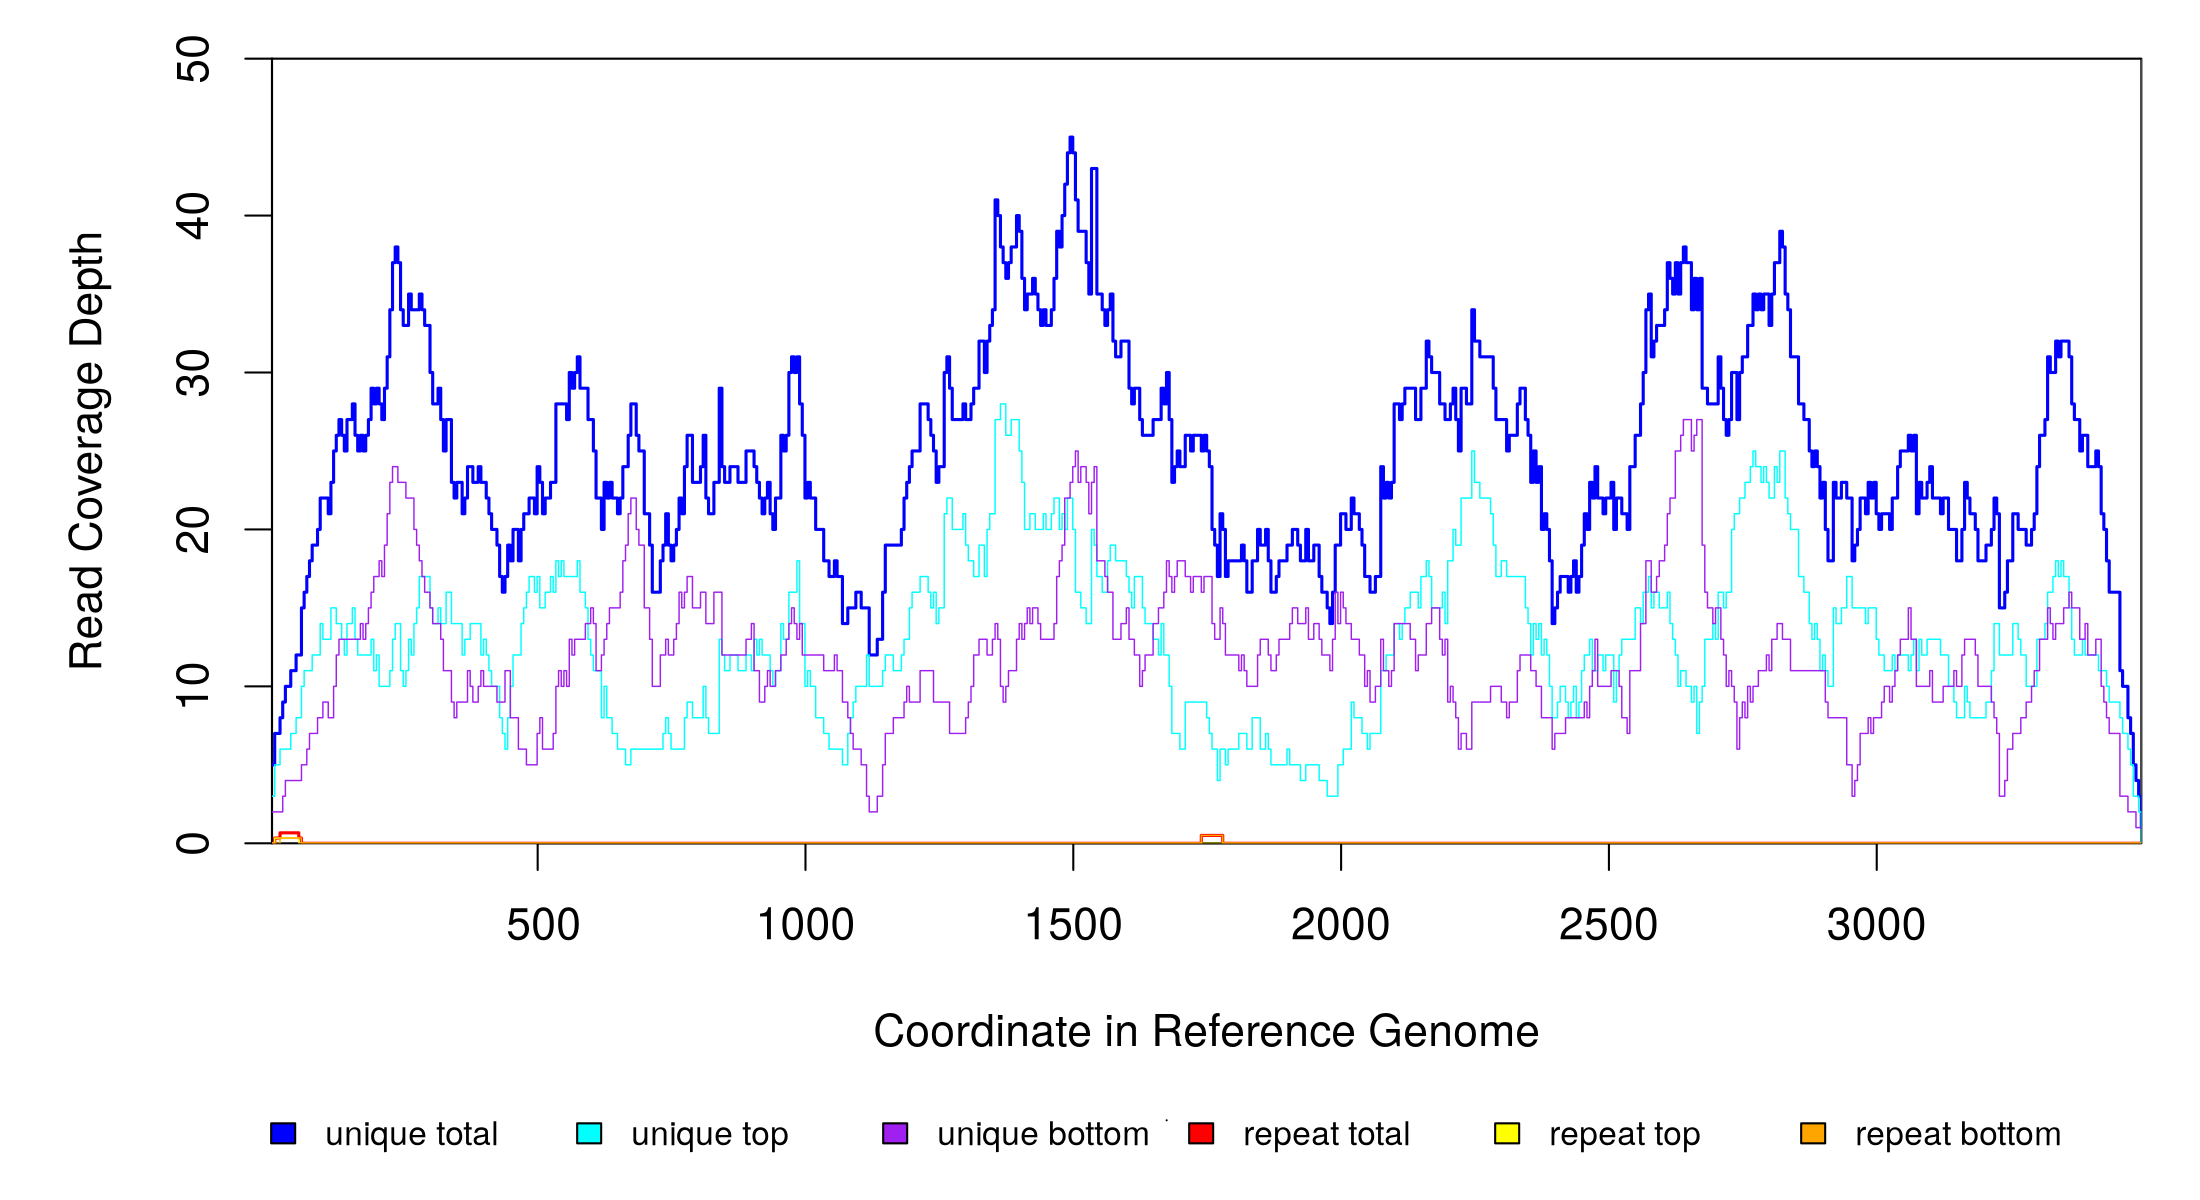 50
40
30
20
10
0
Read Coverage Depth
500 1000 1500 2000 2500 3000
Coordinate in Reference Genome
unique total unique top unique bottom repeat total repeat top repeat bottom